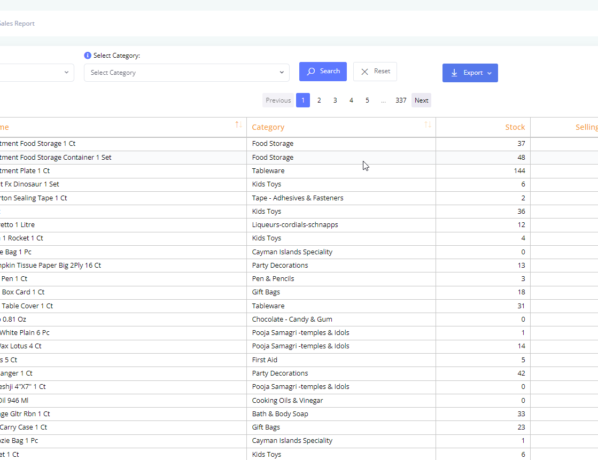 ales Report
Select Category:
Select Category Search Reset Export
Previous 1 2 3 4 5 ... 337 Next
me Category Stock Selling
tment Food Storage 1 Ct Food Storage 37
tment Food Storage Container 1 Set Food Storage 48
tment Plate 1 Ct Tableware 144
t Fx Dinosaur 1 Set Kids Toys 6
rton Sealing Tape 1 Ct Tape - Adhesives & Fasteners 2
Kids Toys 36
etto 1 Litre Liqueurs-cordials-schnapps 12
1 Rocket 1 Ct Kids Toys 4
e Bag 1 Pc Cayman Islands Speciality 0
mpkin Tissue Paper Big 2Ply 16 Ct Party Decorations 13
Pen 1 Ct Pen & Pencils 3
Box Card 1 Ct Gift Bags 18
Table Cover 1 Ct Tableware 31
0.81 Oz Chocolate - Candy & Gum 0
White Plain 6 Pc Pooja Samagri -temples & Idols 1
Wax Lotus 4 Ct Pooja Samagri -temples & Idols 14
s 5 Ct First Aid 5
anger 1 Ct Party Decorations 42
eshji 4"X7" 1 Ct Pooja Samagri -temples & Idols 0
Oil 946 Ml Cooking Oils & Vinegar 0
ge Gltr Rbn 1 Ct Bath & Body Soap 33
Carry Case 1 Ct Gift Bags 23
zie Bag 1 Pc Cayman Islands Speciality 1
et 1 Ct Kids Toys 6